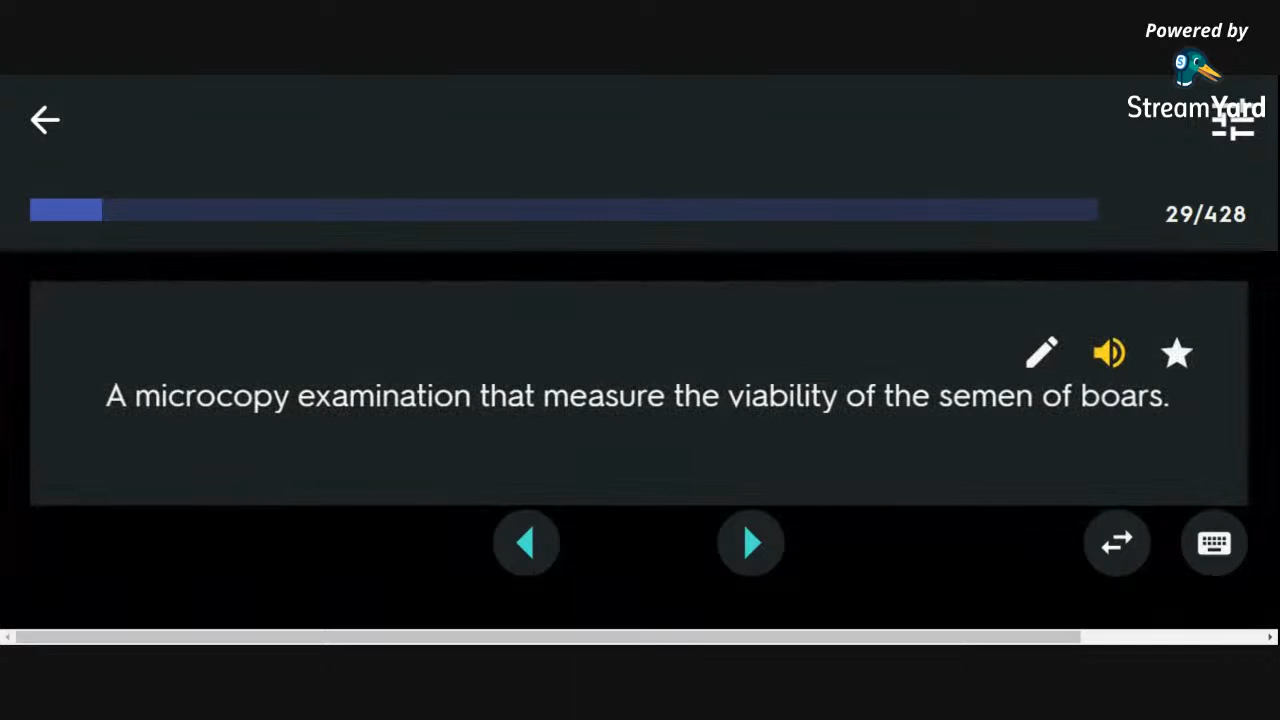 Powered by
StreamYard
29/428
A microcopy examination that measure the viability of the semen of boars.